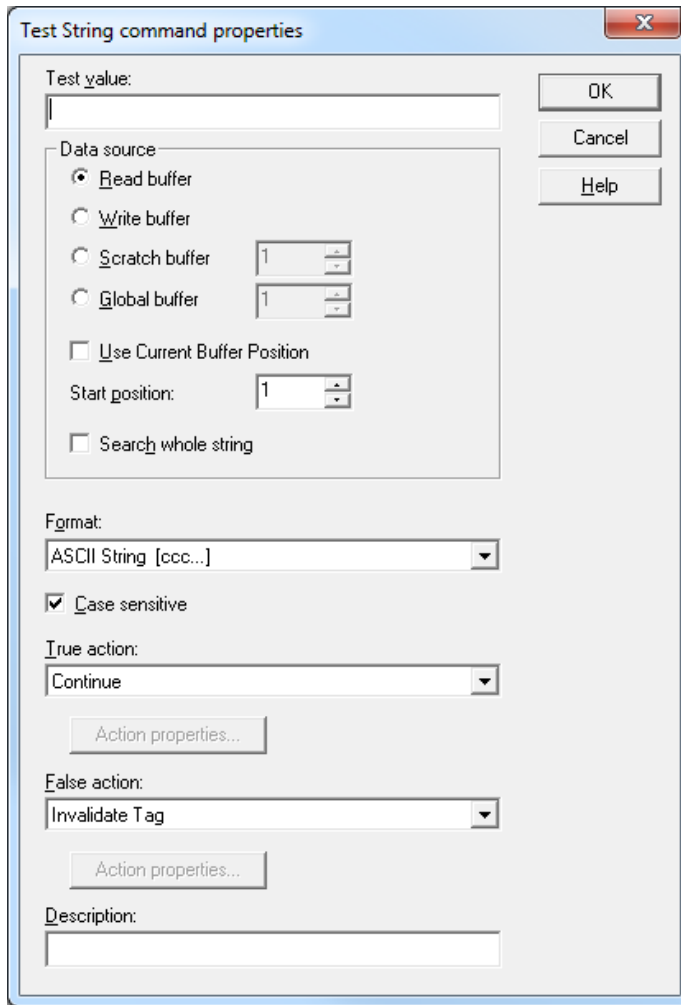 Test String command properties
Test value:
OK
Data source
Cancel
Read buffer
Help
Write buffer
Scratch buffer 1
Global buffer 1
Use Current Buffer Position
Start position: 1
Search whole string
Format:
ASCII String [ccc...]
Case sensitive
True action:
Continue
Action properties...
False action:
Invalidate Tag
Action properties...
Description: